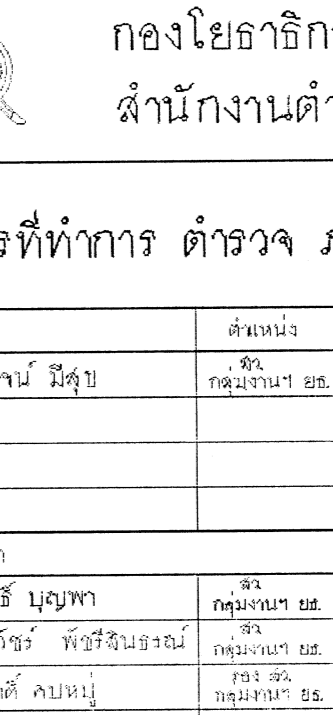 กองโยธาธิกา
สำนักงานตำ
รที่ทำการ ตำรวจ ภ
ตำแหน่ง
จน์ มีสุข
สว.
กลุ่มงานฯ ยธ.
ธิ์ บุญพา
สว.
กลุ่มงานฯ ยธ.
วัชร์ พัชรสินธรณ์
สว.
กลุ่มงานฯ ยธ.
ดิ์ คบหมู่
รอง สว.
กลุ่มงานฯ ยธ.